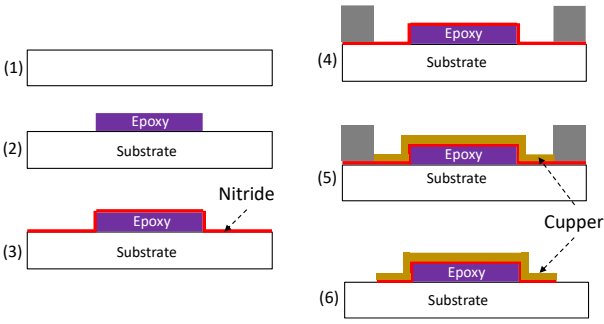 (1)
Epoxy
(2)
Substrate
Nitride
Epoxy
(3)
Substrate
Epoxy
(4)
Substrate
Epoxy
(5)
Substrate
Cupper
Epoxy
(6)
Substrate